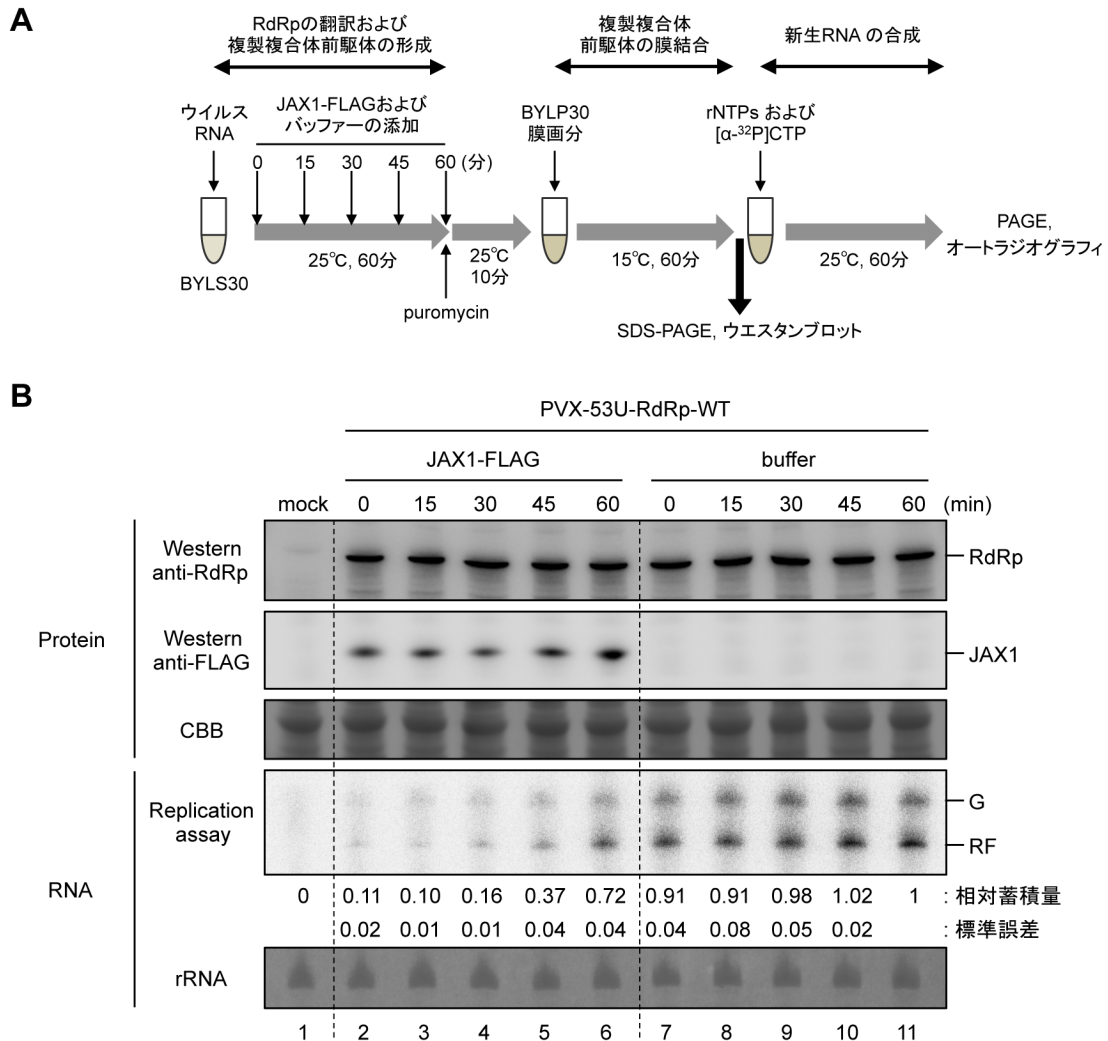 A
RdRpの翻訳および
複製複合体前駆体の形成
複製複合体
前駆体の膜結合
新生RNA の合成
ウイルス
RNA
JAX1-FLAGおよび
バッファーの添加
0 15 30 45 60 (分)
BYLP30
膜画分
rNTPs および
[α-³²P]CTP
BYLS30
25℃, 60分
25℃
10分
15℃, 60分
25℃, 60分
PAGE,
オートラジオグラフィ
puromycin
SDS-PAGE, ウエスタンブロット
B
PVX-53U-RdRp-WT
JAX1-FLAG buffer
mock 0 15 30 45 60 0 15 30 45 60 (min)
Protein
Western
anti-RdRp
RdRp
Western
anti-FLAG
JAX1
CBB
RNA
Replication
assay
G
RF
0 0.11 0.10 0.16 0.37 0.72 0.91 0.91 0.98 1.02 1 : 相対蓄積量
0.02 0.01 0.01 0.04 0.04 0.04 0.08 0.05 0.02 : 標準誤差
rRNA
1 2 3 4 5 6 7 8 9 10 11